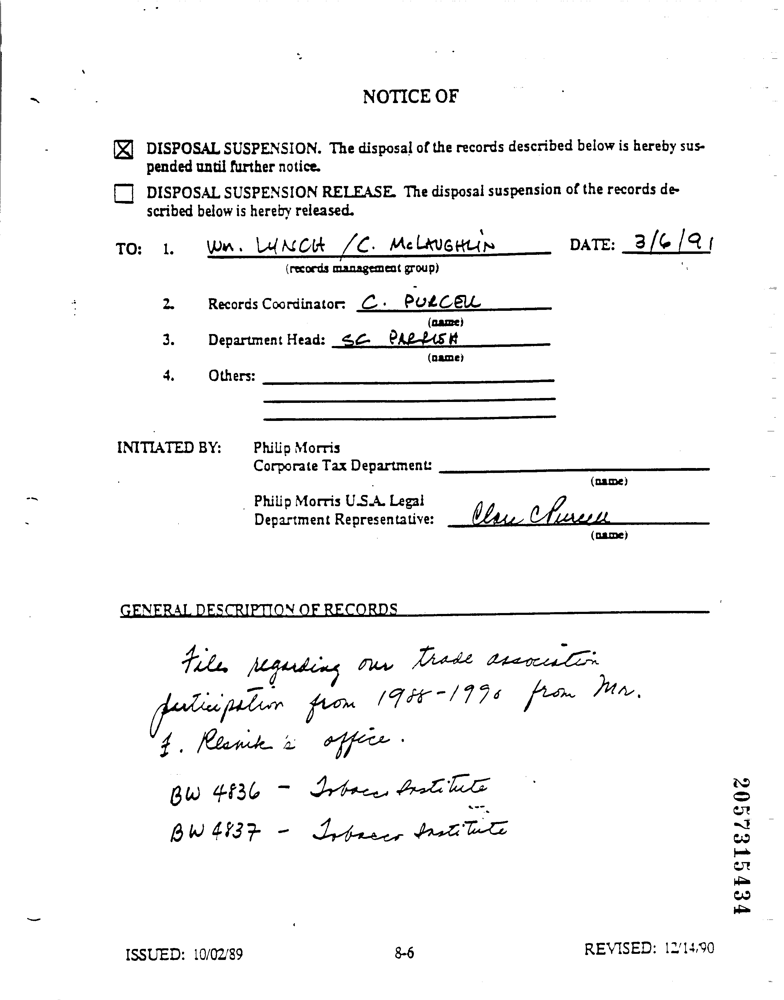 NOTICE OF
☒ DISPOSAL SUSPENSION. The disposal of the records described below is hereby sus-
pended until further notice.
☐ DISPOSAL SUSPENSION RELEASE. The disposal suspension of the records de-
scribed below is hereby released.
TO: 1. Wm. LYNCH / C. McLAUGHLIN DATE: 3/6/91
(records management group)
2. Records Coordinator: C. PURCELL
(name)
3. Department Head: SC PARRISH
(name)
4. Others:
INITIATED BY: Philip Morris
Corporate Tax Department:
(name)
Philip Morris U.S.A. Legal
Department Representative: Clare C Purcell
(name)
GENERAL DESCRIPTION OF RECORDS
Files regarding our trade association
participation from 1988-1990 from Mr.
F. Resnik's office.
BW 4836 - Tobacco Institute
BW 4837 - Tobacco Institute
2057315434
ISSUED: 10/02/89 8-6 REVISED: 12/14/90